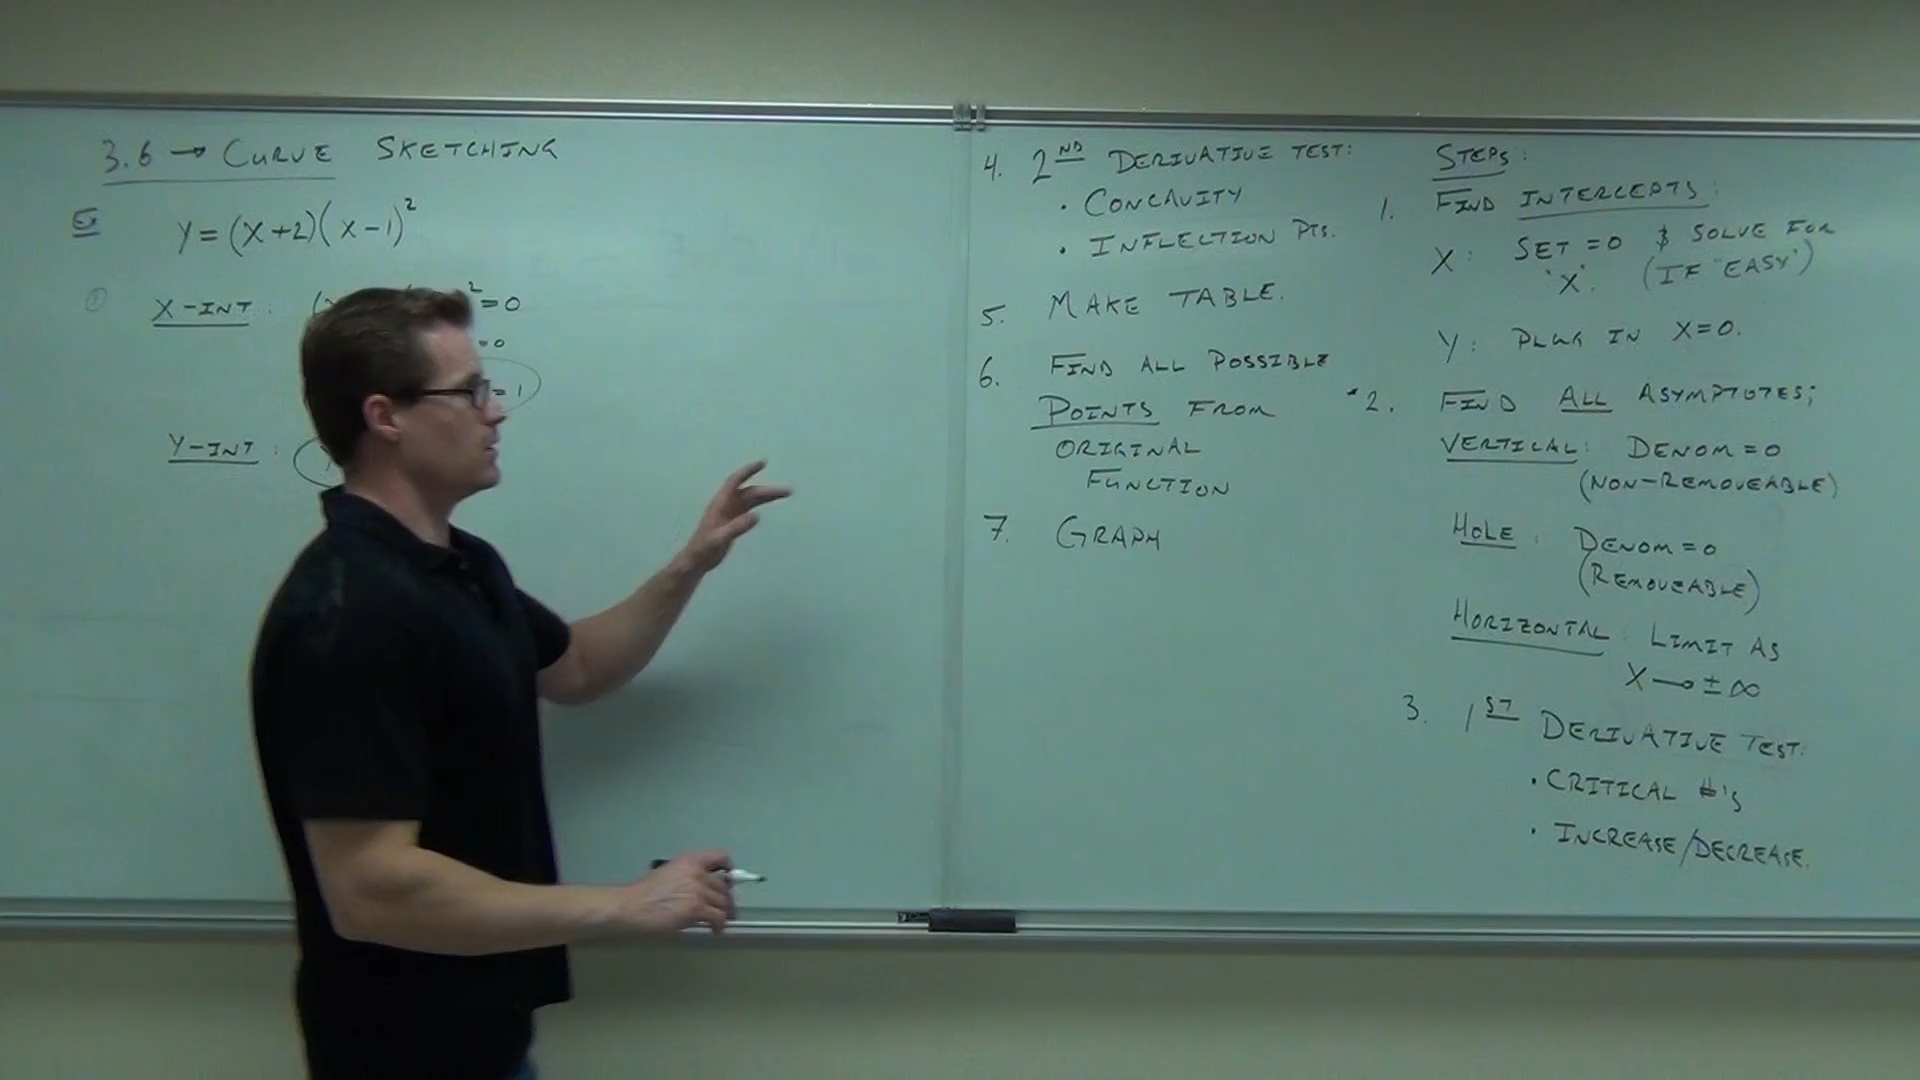 3.6 → CURVE SKETCHING
Ex Y = (X+2)(X-1)²
① X-INT : (² = 0
= 0
= 1
Y-INT :
4. 2ND DERIVATIVE TEST:
• CONCAVITY
• INFLECTION PTS.
5. MAKE TABLE.
6. FIND ALL POSSIBLE
POINTS FROM
ORIGINAL
FUNCTION
7. GRAPH
STEPS:
1. FIND INTERCEPTS:
X: SET = 0 & SOLVE FOR
"X". (IF "EASY")
Y: PLUG IN X=0.
*2. FIND ALL ASYMPTOTES;
VERTICAL: DENOM = 0
(NON-REMOVEABLE)
HOLE: DENOM = 0
(REMOVEABLE)
HORIZONTAL: LIMIT AS
X → ± ∞
3. 1ST DERIVATIVE TEST:
• CRITICAL #'S
• INCREASE/DECREASE.